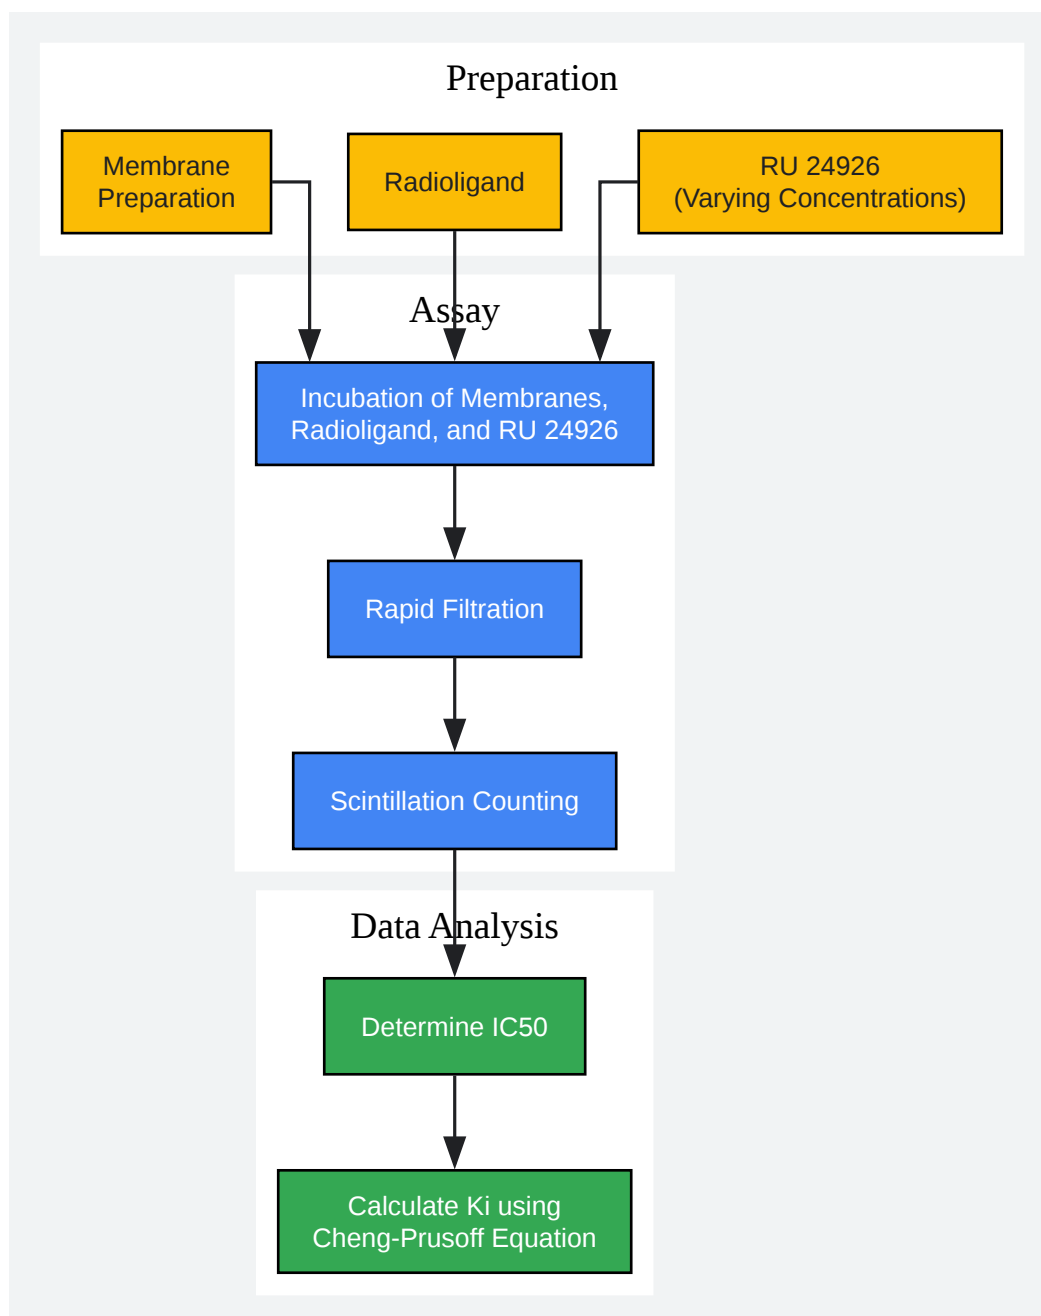 Preparation
Membrane
Preparation
Radioligand
RU 24926
(Varying Concentrations)
Assay
Incubation of Membranes,
Radioligand, and RU 24926
Rapid Filtration
Scintillation Counting
Data Analysis
Determine IC50
Calculate Ki using
Cheng-Prusoff Equation